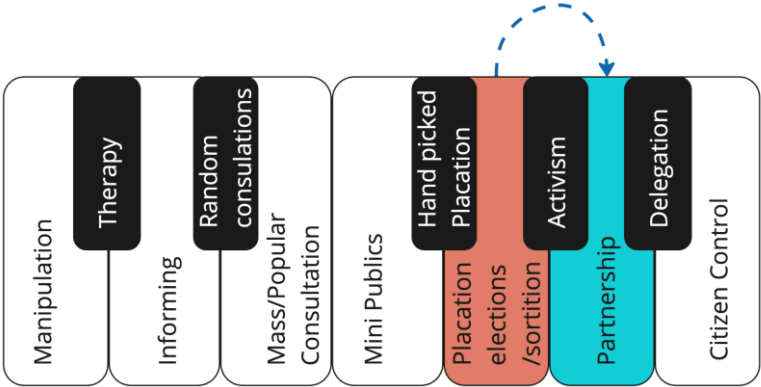 Manipulation
Therapy
Informing
Random
consulations
Mass/Popular
Consultation
Mini Publics
Hand picked
Placation
Placation
elections
/sortition
Activism
Partnership
Delegation
Citizen Control